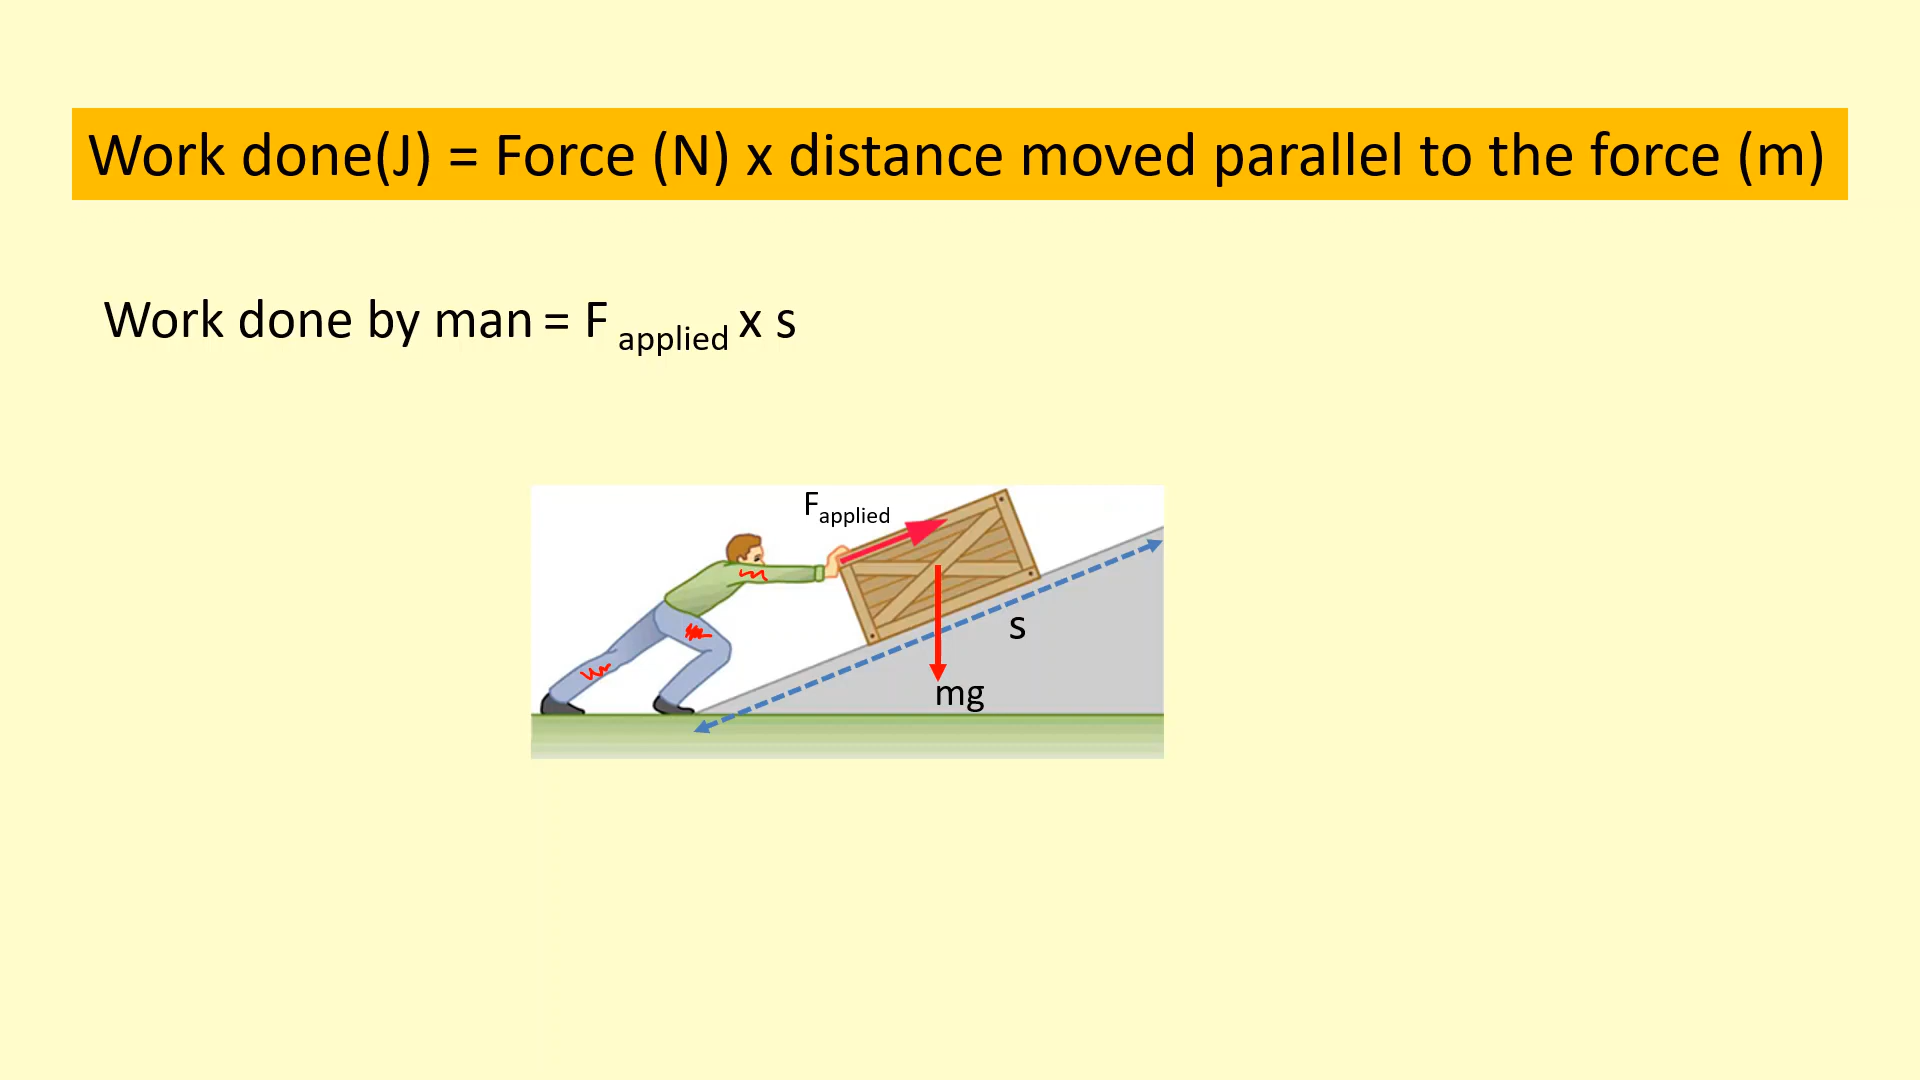 Work done(J) = Force (N) x distance moved parallel to the force (m)
Work done by man = F applied x s
Fapplied
s
mg